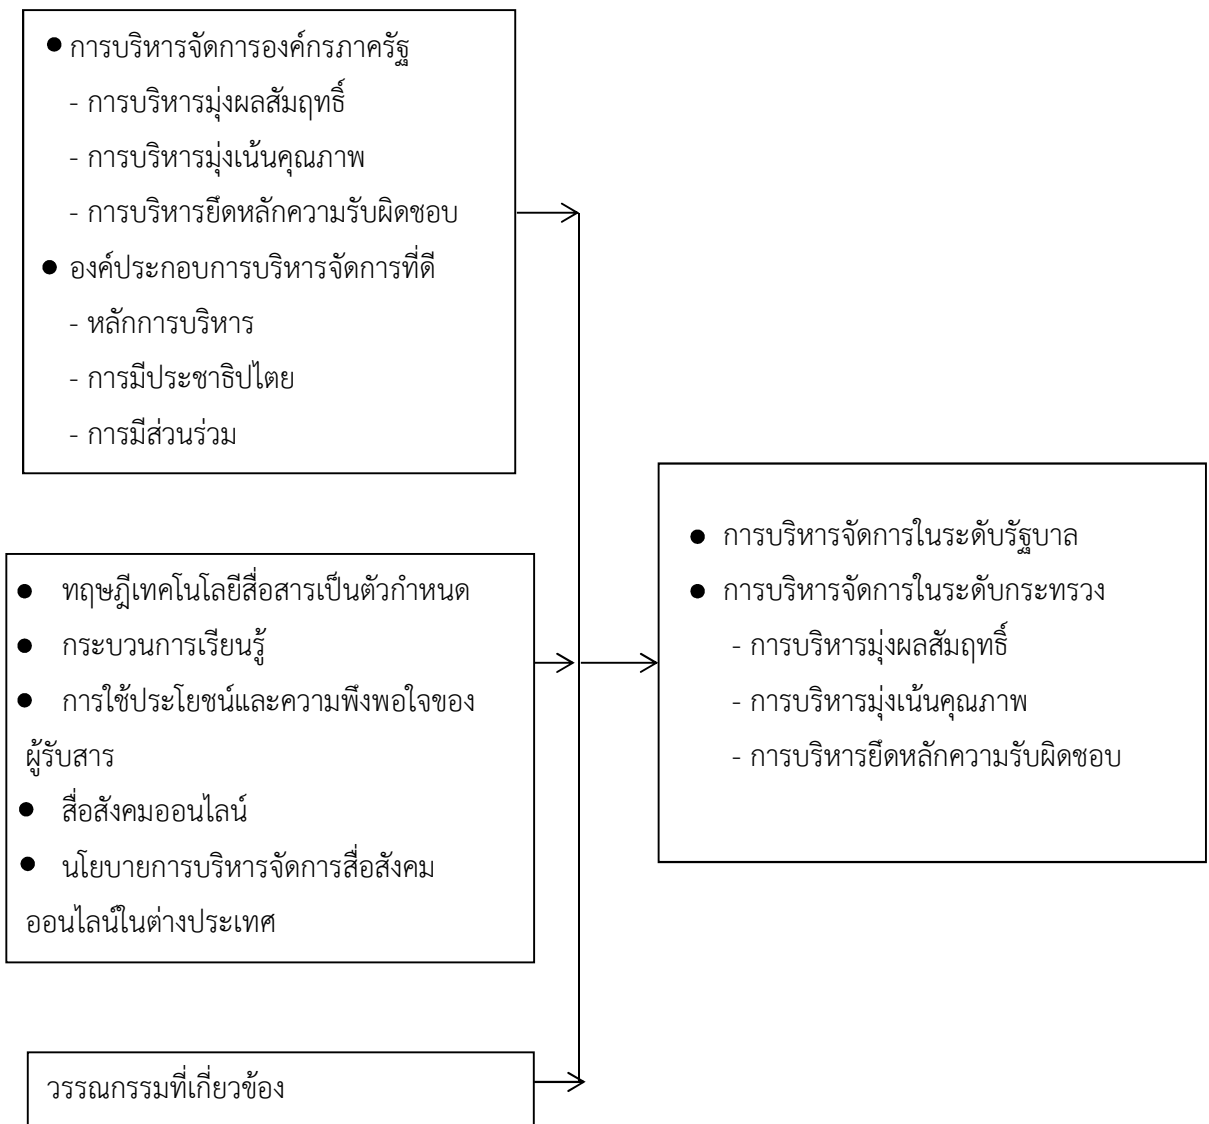 ● การบริหารจัดการองค์กรภาครัฐ
- การบริหารมุ่งผลสัมฤทธิ์
- การบริหารมุ่งเน้นคุณภาพ
- การบริหารยึดหลักความรับผิดชอบ
● องค์ประกอบการบริหารจัดการที่ดี
- หลักการบริหาร
- การมีประชาธิปไตย
- การมีส่วนร่วม
● ทฤษฎีเทคโนโลยีสื่อสารเป็นตัวกำหนด
● กระบวนการเรียนรู้
● การใช้ประโยชน์และความพึงพอใจของ
ผู้รับสาร
● สื่อสังคมออนไลน์
● นโยบายการบริหารจัดการสื่อสังคม
ออนไลน์ในต่างประเทศ
วรรณกรรมที่เกี่ยวข้อง
● การบริหารจัดการในระดับรัฐบาล
● การบริหารจัดการในระดับกระทรวง
- การบริหารมุ่งผลสัมฤทธิ์
- การบริหารมุ่งเน้นคุณภาพ
- การบริหารยึดหลักความรับผิดชอบ